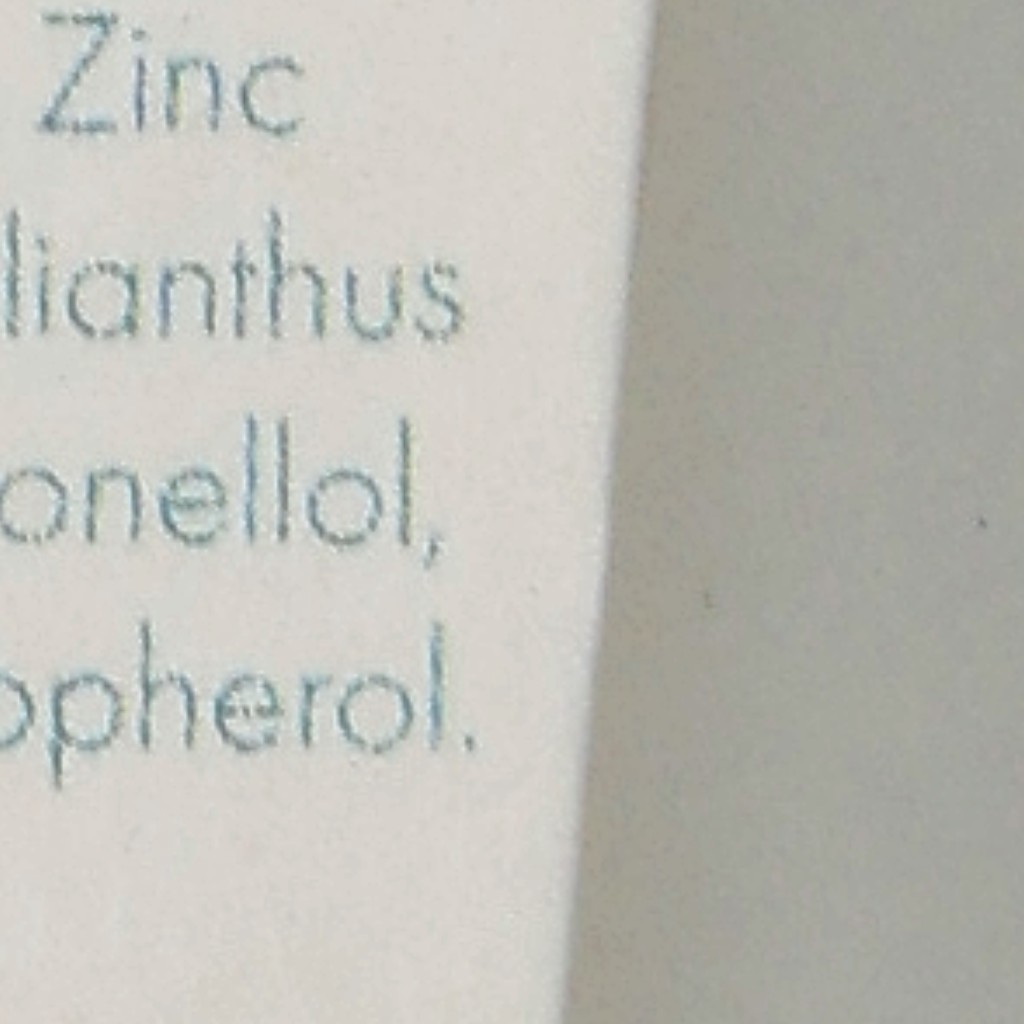 Zinc
lianthus
onellol,
opherol.